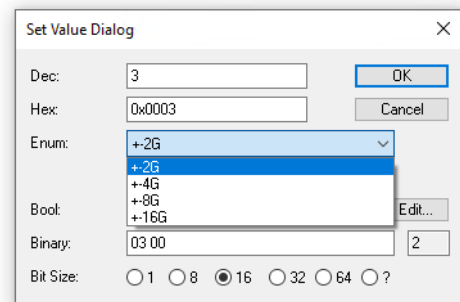 Set Value Dialog
Dec: 3 OK
Hex: 0x0003 Cancel
Enum: +-2G
+-2G
+-4G
+-8G
+-16G
Bool: Edit...
Binary: 03 00 2
Bit Size: 1 8 16 32 64 ?